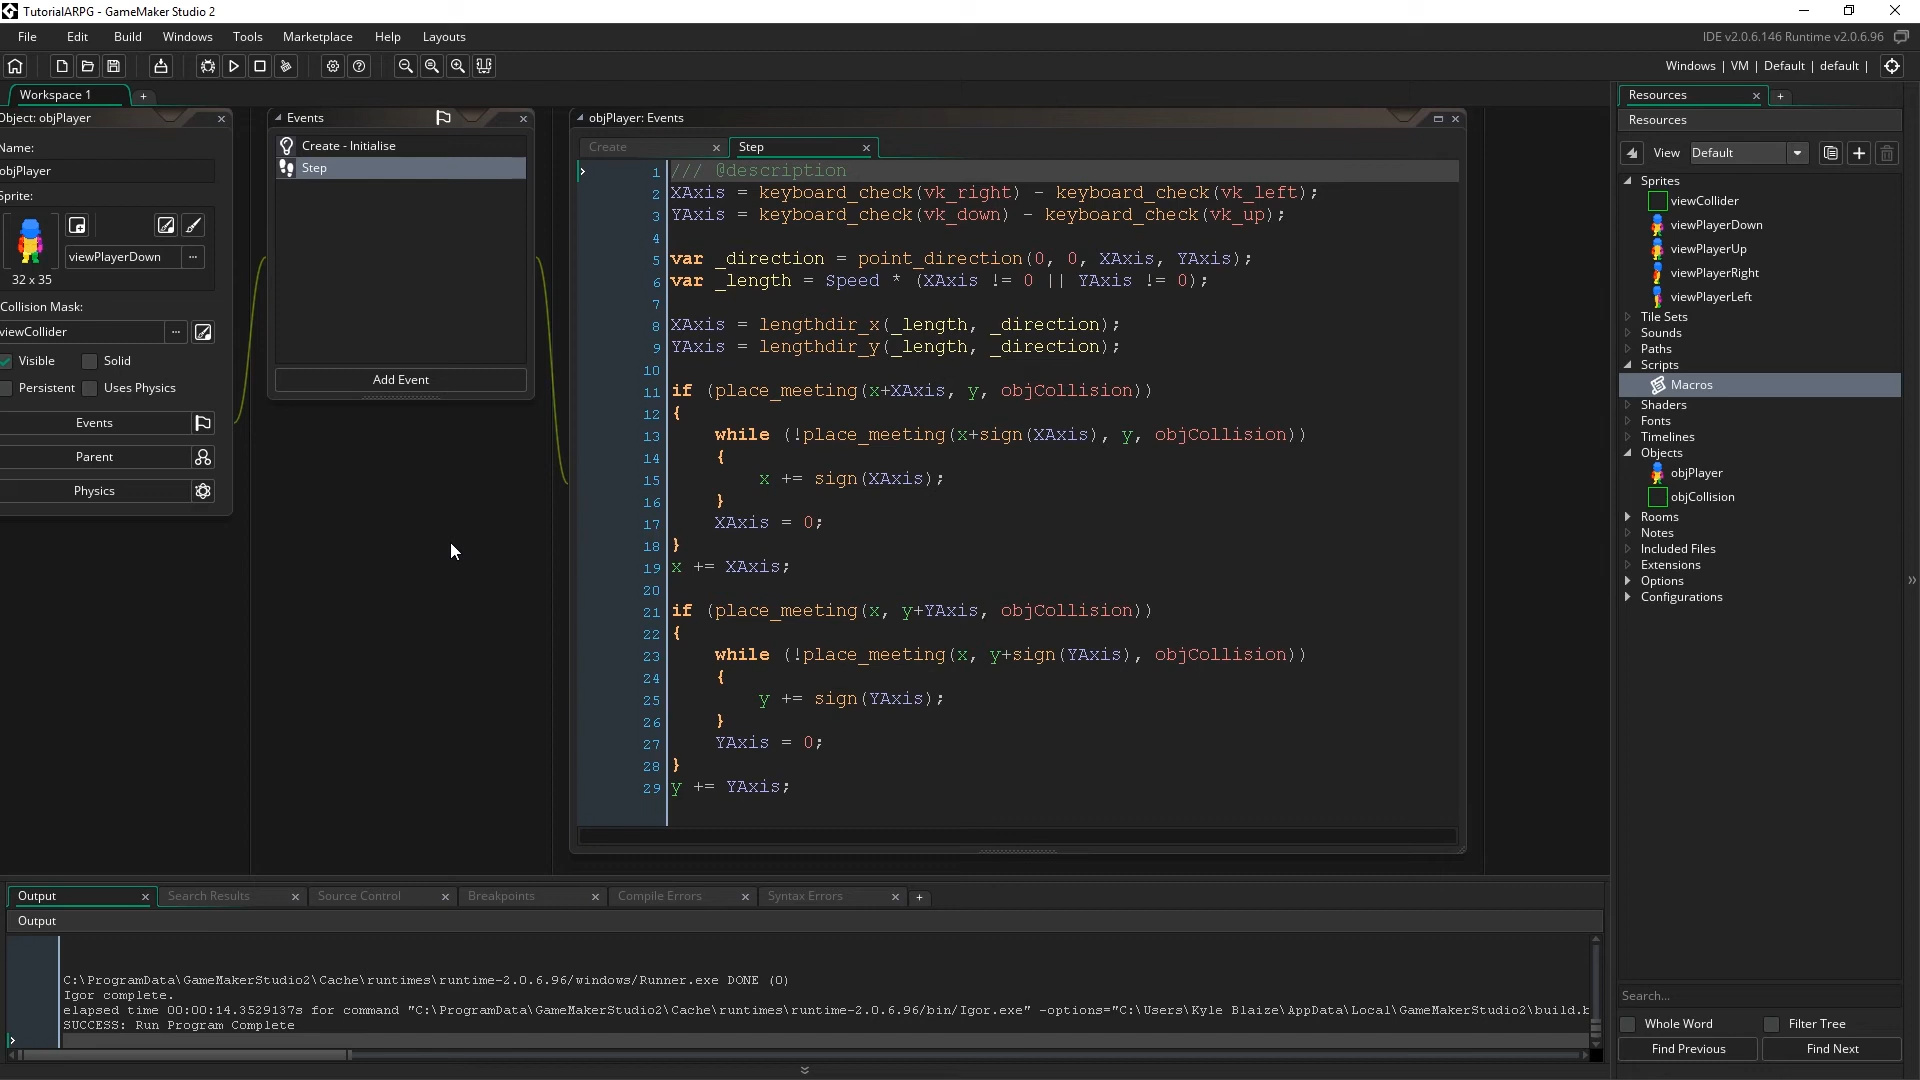 TutorialARPG - GameMaker Studio 2
File Edit Build Windows Tools Marketplace Help Layouts
IDE v2.0.6.146 Runtime v2.0.6.96
Windows | VM | Default | default |
Workspace 1
Object: objPlayer
Name:
objPlayer
Sprite:
viewPlayerDown
...
32 x 35
Collision Mask:
viewCollider
...
Visible Solid
Persistent Uses Physics
Events
Parent
Physics
Events
Create - Initialise
Step
Add Event
objPlayer: Events
Create Step
1 /// @description
2 XAxis = keyboard_check(vk_right) - keyboard_check(vk_left);
3 YAxis = keyboard_check(vk_down) - keyboard_check(vk_up);
4
5 var _direction = point_direction(0, 0, XAxis, YAxis);
6 var _length = Speed * (XAxis != 0 || YAxis != 0);
7
8 XAxis = lengthdir_x(_length, _direction);
9 YAxis = lengthdir_y(_length, _direction);
10
11 if (place_meeting(x+XAxis, y, objCollision))
12 {
13 while (!place_meeting(x+sign(XAxis), y, objCollision))
14 {
15 x += sign(XAxis);
16 }
17 XAxis = 0;
18 }
19 x += XAxis;
20
21 if (place_meeting(x, y+YAxis, objCollision))
22 {
23 while (!place_meeting(x, y+sign(YAxis), objCollision))
24 {
25 y += sign(YAxis);
26 }
27 YAxis = 0;
28 }
29 y += YAxis;
Resources
Resources
View Default
Sprites
viewCollider
viewPlayerDown
viewPlayerUp
viewPlayerRight
viewPlayerLeft
Tile Sets
Sounds
Paths
Scripts
Macros
Shaders
Fonts
Timelines
Objects
objPlayer
objCollision
Rooms
Notes
Included Files
Extensions
Options
Configurations
Search...
Whole Word Filter Tree
Find Previous Find Next
Output Search Results Source Control Breakpoints Compile Errors Syntax Errors
Output
C:\ProgramData\GameMakerStudio2\Cache\runtimes\runtime-2.0.6.96/windows/Runner.exe DONE (0)
Igor complete.
elapsed time 00:00:14.3529137s for command "C:\ProgramData\GameMakerStudio2\Cache\runtimes\runtime-2.0.6.96/bin/Igor.exe" -options="C:\Users\Kyle Blaize\AppData\Local\GameMakerStudio2\build.b
SUCCESS: Run Program Complete